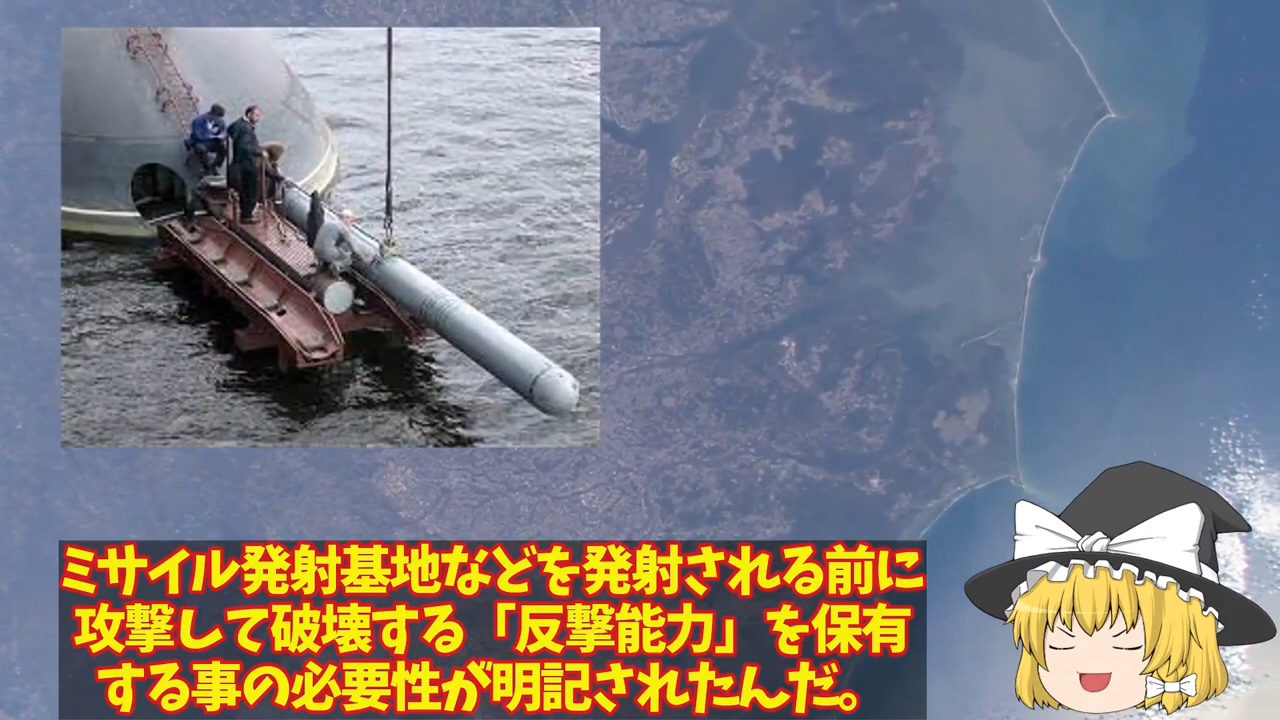 ミサイル発射基地などを発射される前に
攻撃して破壊する「反撃能力」を保有
する事の必要性が明記されたんだ。